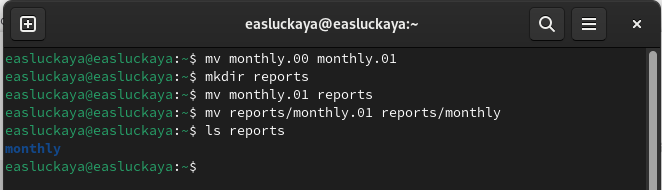 easluckaya@easluckaya:~
easluckaya@easluckaya:~$ mv monthly.00 monthly.01
easluckaya@easluckaya:~$ mkdir reports
easluckaya@easluckaya:~$ mv monthly.01 reports
easluckaya@easluckaya:~$ mv reports/monthly.01 reports/monthly
easluckaya@easluckaya:~$ ls reports
monthly
easluckaya@easluckaya:~$